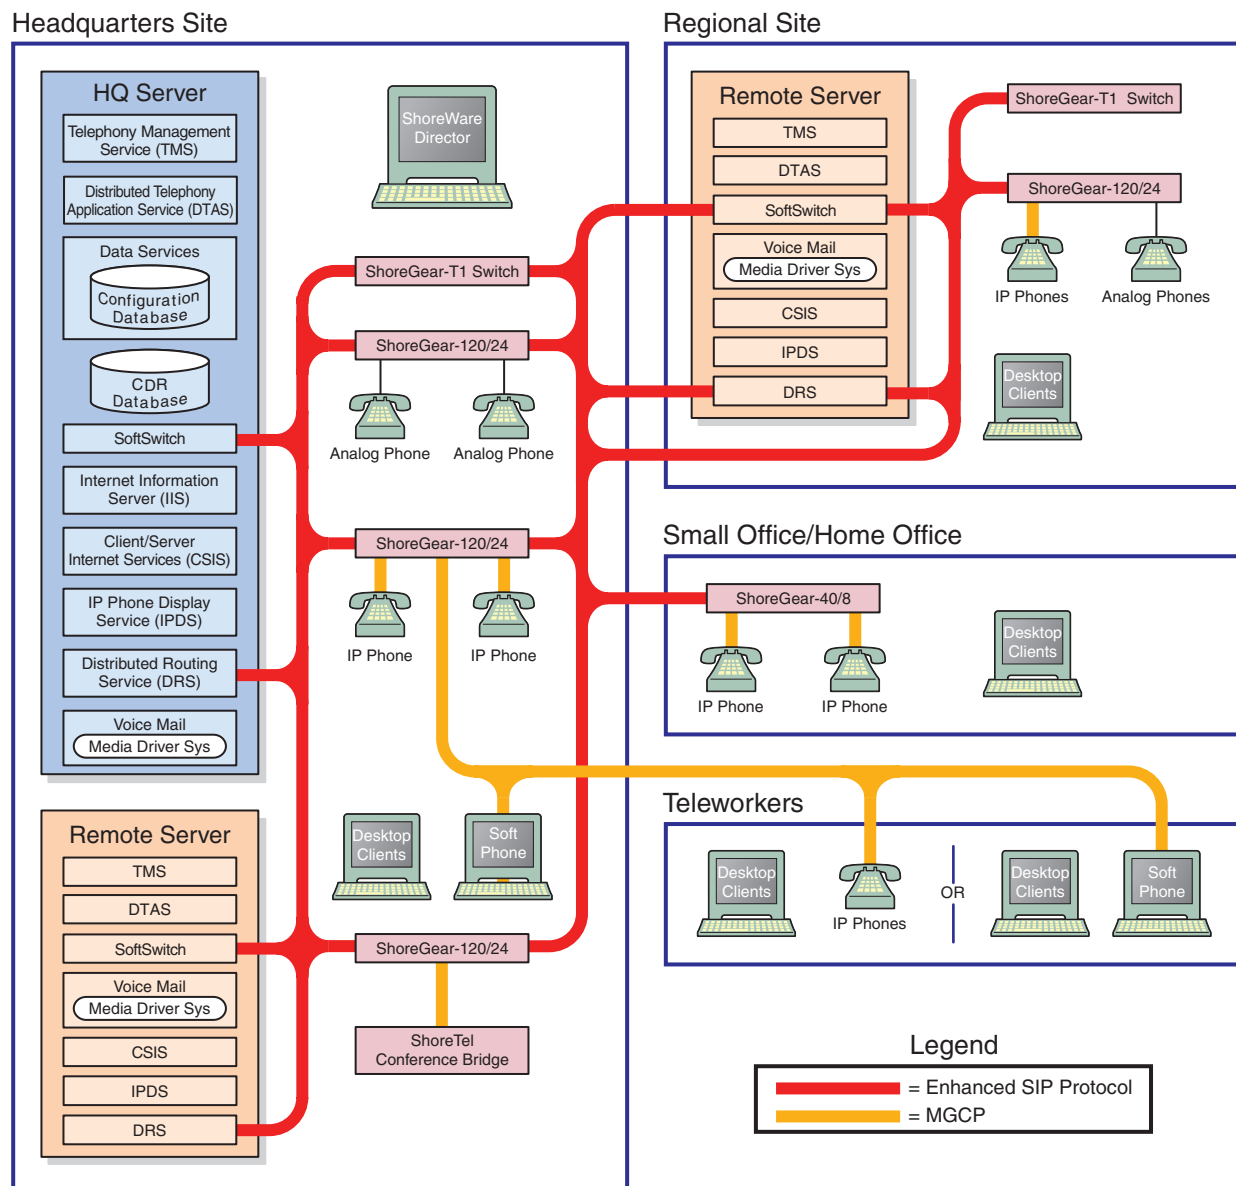 Headquarters Site
HQ Server
Telephony Management
Service (TMS)
Distributed Telephony
Application Service (DTAS)
Data Services
Configuration
Database
CDR
Database
SoftSwitch
Internet Information
Server (IIS)
Client/Server
Internet Services (CSIS)
IP Phone Display
Service (IPDS)
Distributed Routing
Service (DRS)
Voice Mail
Media Driver Sys
Remote Server
TMS
DTAS
SoftSwitch
Voice Mail
Media Driver Sys
CSIS
IPDS
DRS
ShoreWare
Director
ShoreGear-T1 Switch
ShoreGear-120/24
Analog Phone
Analog Phone
ShoreGear-120/24
IP Phone
IP Phone
Desktop
Clients
Soft
Phone
ShoreGear-120/24
ShoreTel
Conference Bridge
Regional Site
Remote Server
TMS
DTAS
SoftSwitch
Voice Mail
Media Driver Sys
CSIS
IPDS
DRS
ShoreGear-T1 Switch
ShoreGear-120/24
IP Phones
Analog Phones
Desktop
Clients
Small Office/Home Office
ShoreGear-40/8
IP Phone
IP Phone
Desktop
Clients
Teleworkers
Desktop
Clients
IP Phones
OR
Desktop
Clients
Soft
Phone
Legend
= Enhanced SIP Protocol
= MGCP